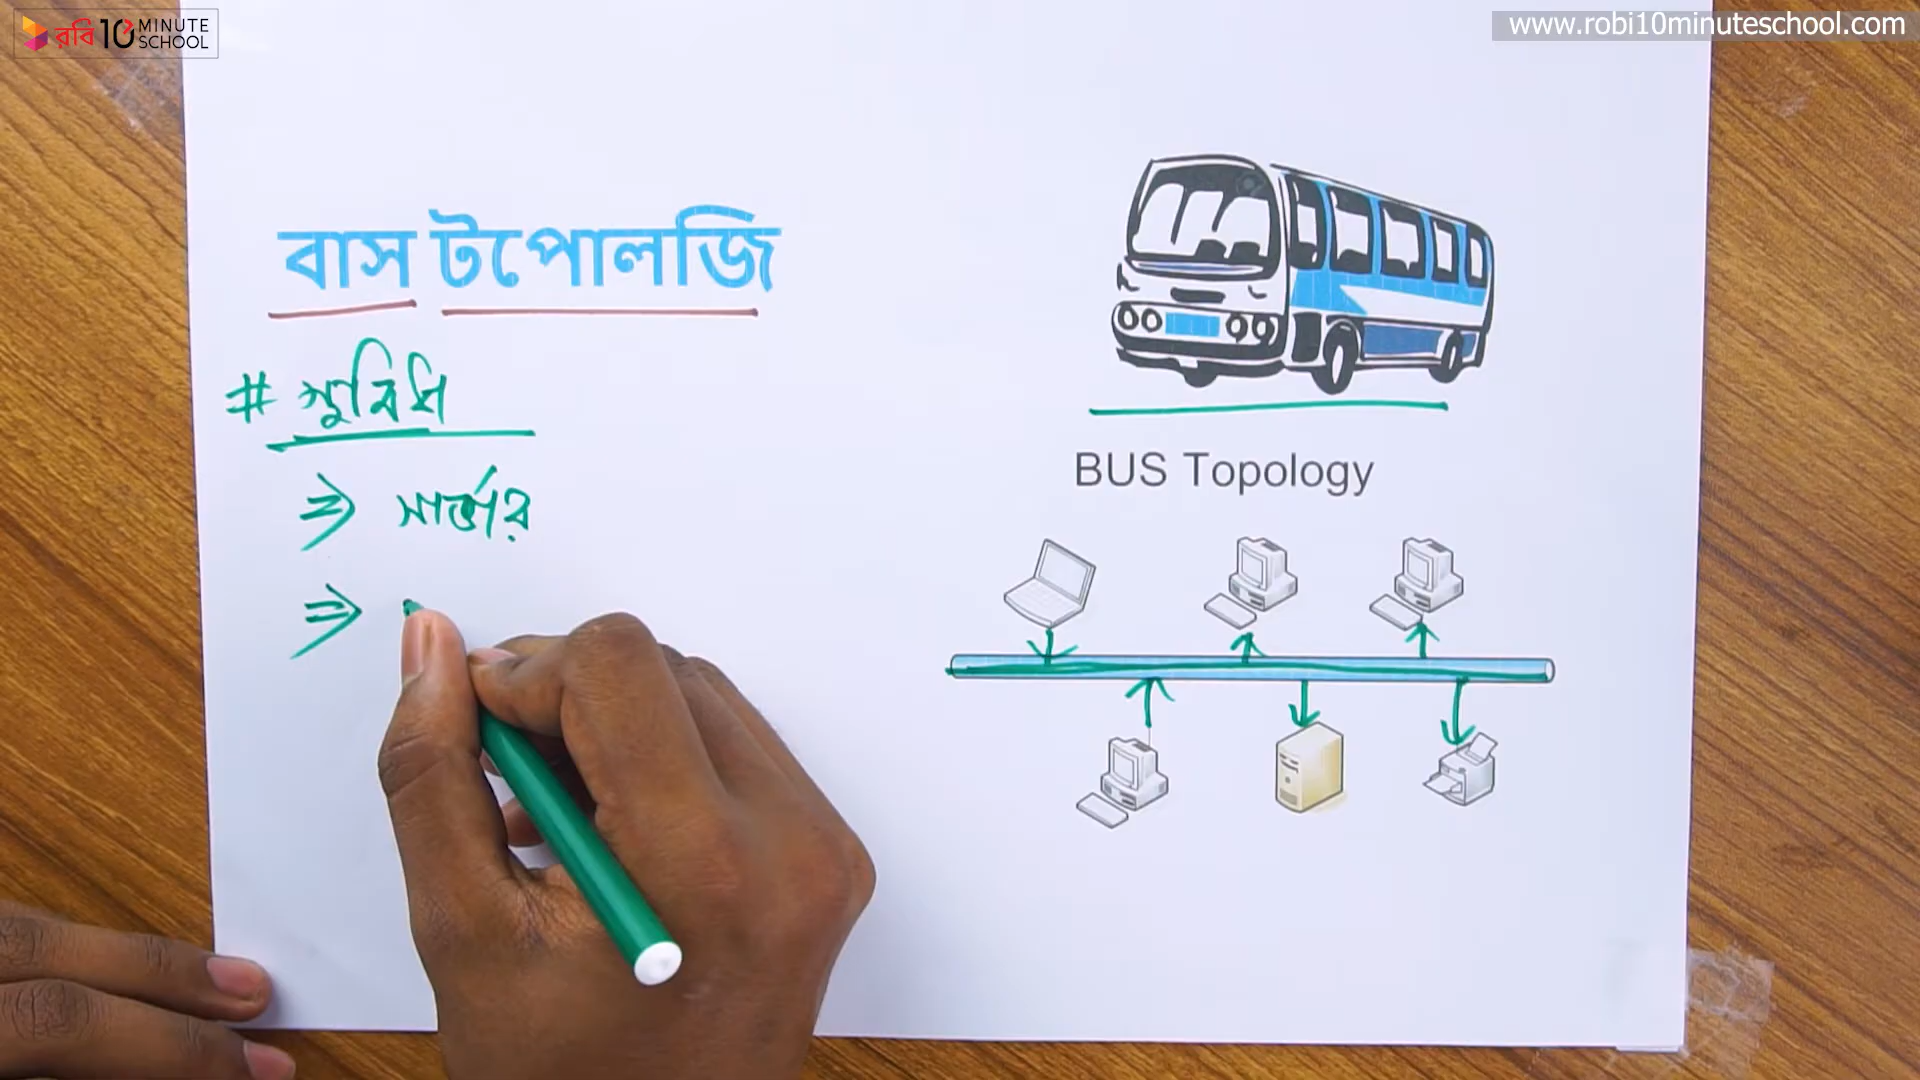 রবি 10 MINUTE SCHOOL
www.robi10minuteschool.com
বাস টপোলজি
# সুবিধা
⇒ সার্ভার
⇒
BUS Topology